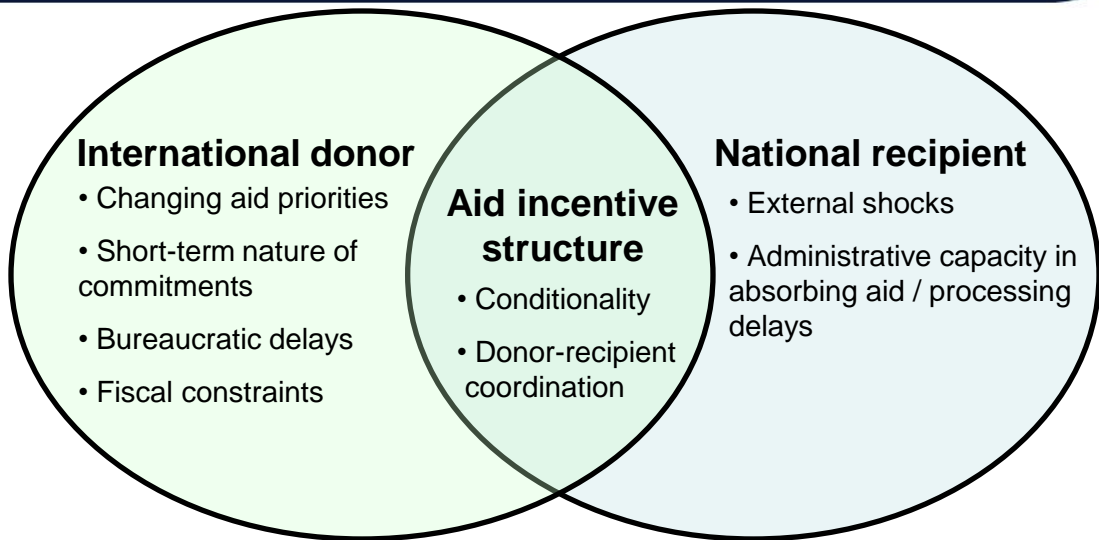 International donor
• Changing aid priorities
• Short-term nature of
commitments
• Bureaucratic delays
• Fiscal constraints
Aid incentive
structure
• Conditionality
• Donor-recipient
coordination
National recipient
• External shocks
• Administrative capacity in
absorbing aid / processing
delays